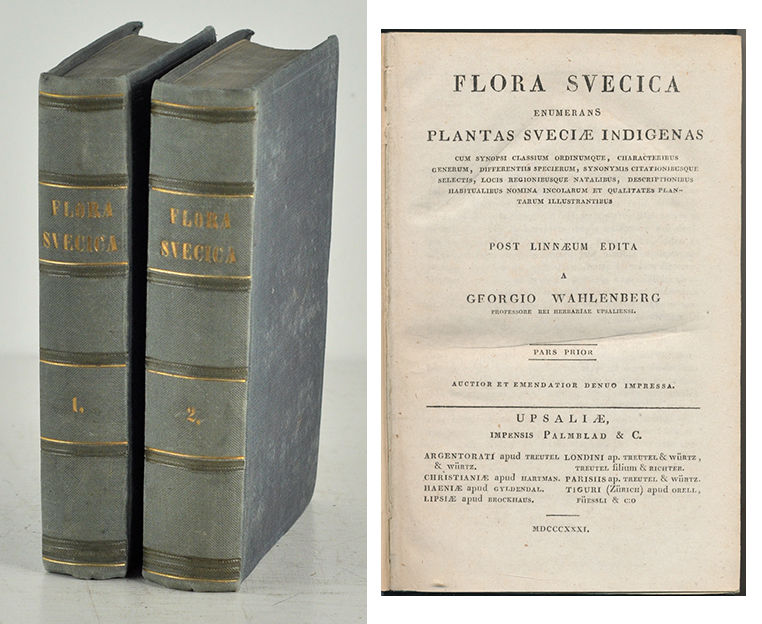 FLORA
SVECICA
1.
FLORA
SVECICA
2.
FLORA SVECICA
ENUMERANS
PLANTAS SVECIÆ INDIGENAS
CUM SYNOPSI CLASSIUM ORDINUMQUE, CHARACTERIBUS
GENERUM, DIFFERENTIIS SPECIERUM, SYNONYMIS CITATIONIBUSQUE
SELECTIS, LOCIS REGIONIBUSQUE NATALIBUS, DESCRIPTIONIBUS
HABITUALIBUS NOMINA INCOLARUM ET QUALITATES PLAN-
TARUM ILLUSTRANTIBUS
POST LINNÆUM EDITA
A
GEORGIO WAHLENBERG
PROFESSORE REI HERBARIAE UPSALIENSI.
PARS PRIOR
AUCTIOR ET EMENDATIOR DENUO IMPRESSA.
UPSALIÆ,
IMPENSIS PALMBLAD & C.
ARGENTORATI apud TREUTEL
& WÜRTZ.
CHRISTIANIÆ apud HARTMAN.
HAENIÆ apud GYLDENDAL.
LIPSIÆ apud BROCKHAUS.
LONDINI ap. TREUTEL & WÜRTZ,
TREUTEL filium & RICHTER.
PARISIIS ap. TREUTEL & WÜRTZ.
TIGURI (Zürich) apud ORELL,
FÜESSLI & C:O
MDCCCXXXI.